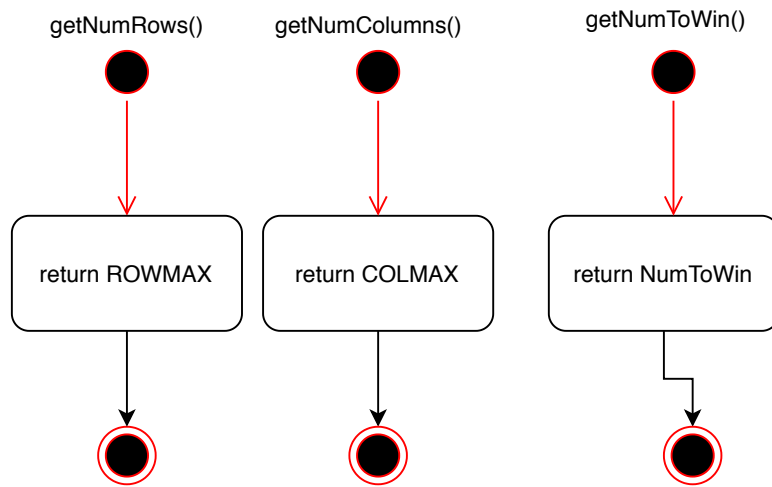 getNumRows()
getNumColumns()
getNumToWin()
return ROWMAX
return COLMAX
return NumToWin